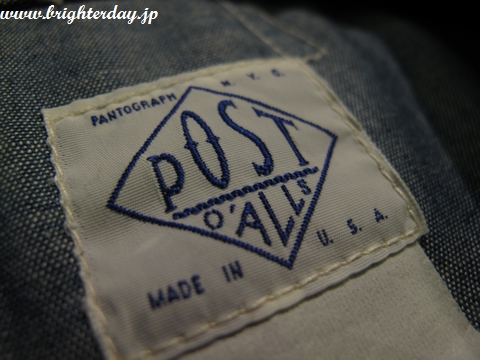 www.brighterday.jp
PANTOGRAPH N.Y.C.
POST
O'ALLS
MADE IN U.S.A.